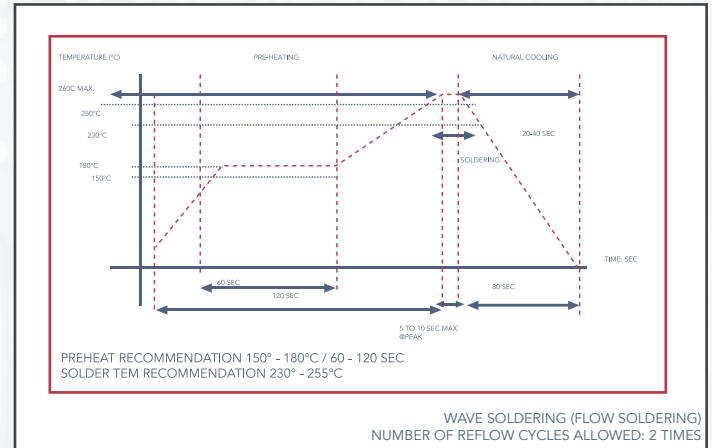 TEMPERATURE (°C) PRE-HEATING NATURAL COOLING
260C MAX.
250°C
230°C 20-40 SEC
SOLDERING
180°C
150°C
TIME: SEC
60 SEC
120 SEC
80 SEC
5 TO 10 SEC MAX.
@PEAK
PREHEAT RECOMMENDATION 150° - 180°C / 60 - 120 SEC
SOLDER TEM RECOMMENDATION 230° - 255°C
WAVE SOLDERING (FLOW SOLDERING)
NUMBER OF REFLOW CYCLES ALLOWED: 2 TIMES